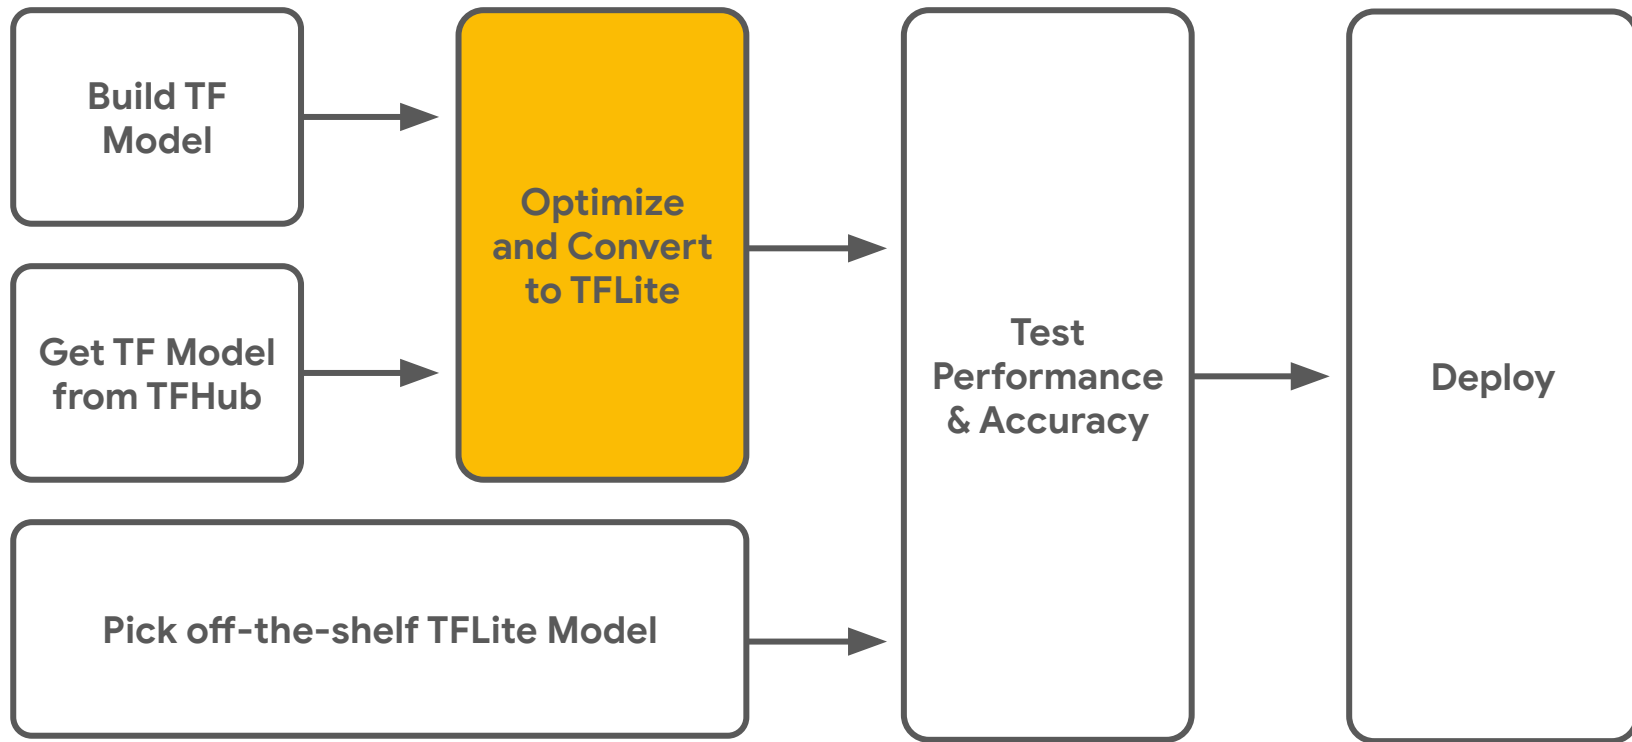 Build TF
Model
Get TF Model
from TFHub
Optimize
and Convert
to TFLite
Pick off-the-shelf TFLite Model
Test
Performance
& Accuracy
Deploy